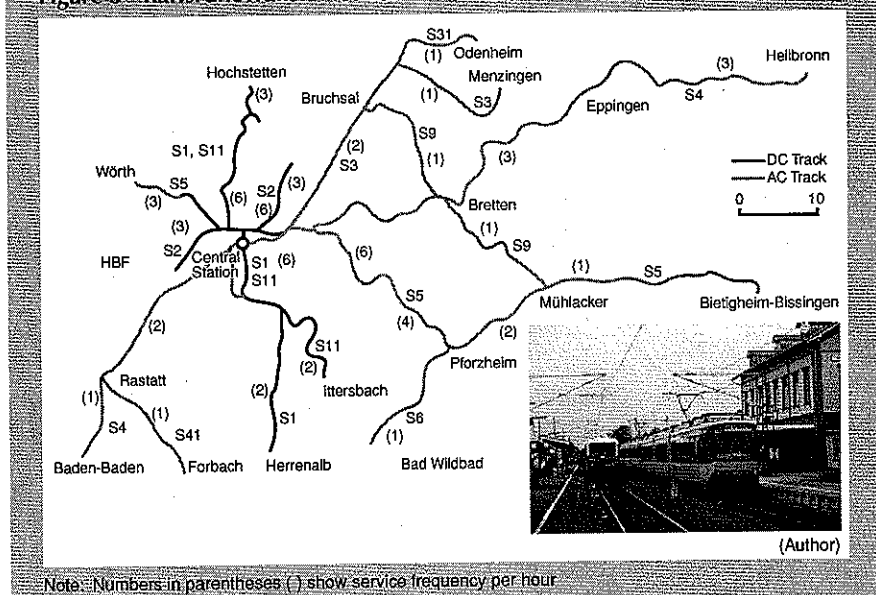 S31
(1)
Odenheim
Heilbronn
Hochstetten
Menzingen
(3)
(3)
(1)
S4
Bruchsal
S3
Eppingen
S1, S11
S9
(2)
S3
(1)
(3)
Wörth
S5
S2
(3)
DC Track
AC Track
(3)
(6)
(6)
Bretten
0 10
(3)
(1)
S2
S9
HBF
Central
Station
S1
(6)
S11
(6)
(1)
S5
S5
Mühlacker
Bietigheim-Bissingen
(2)
(4)
(2)
S11
Pforzheim
Rastatt
(2)
ittersbach
(1)
(1)
(2)
S6
S4
S41
S1
(1)
Baden-Baden
Forbach
Herrenalb
Bad Wildbad
(Author)
Note: Numbers in parentheses ( ) show service frequency per hour